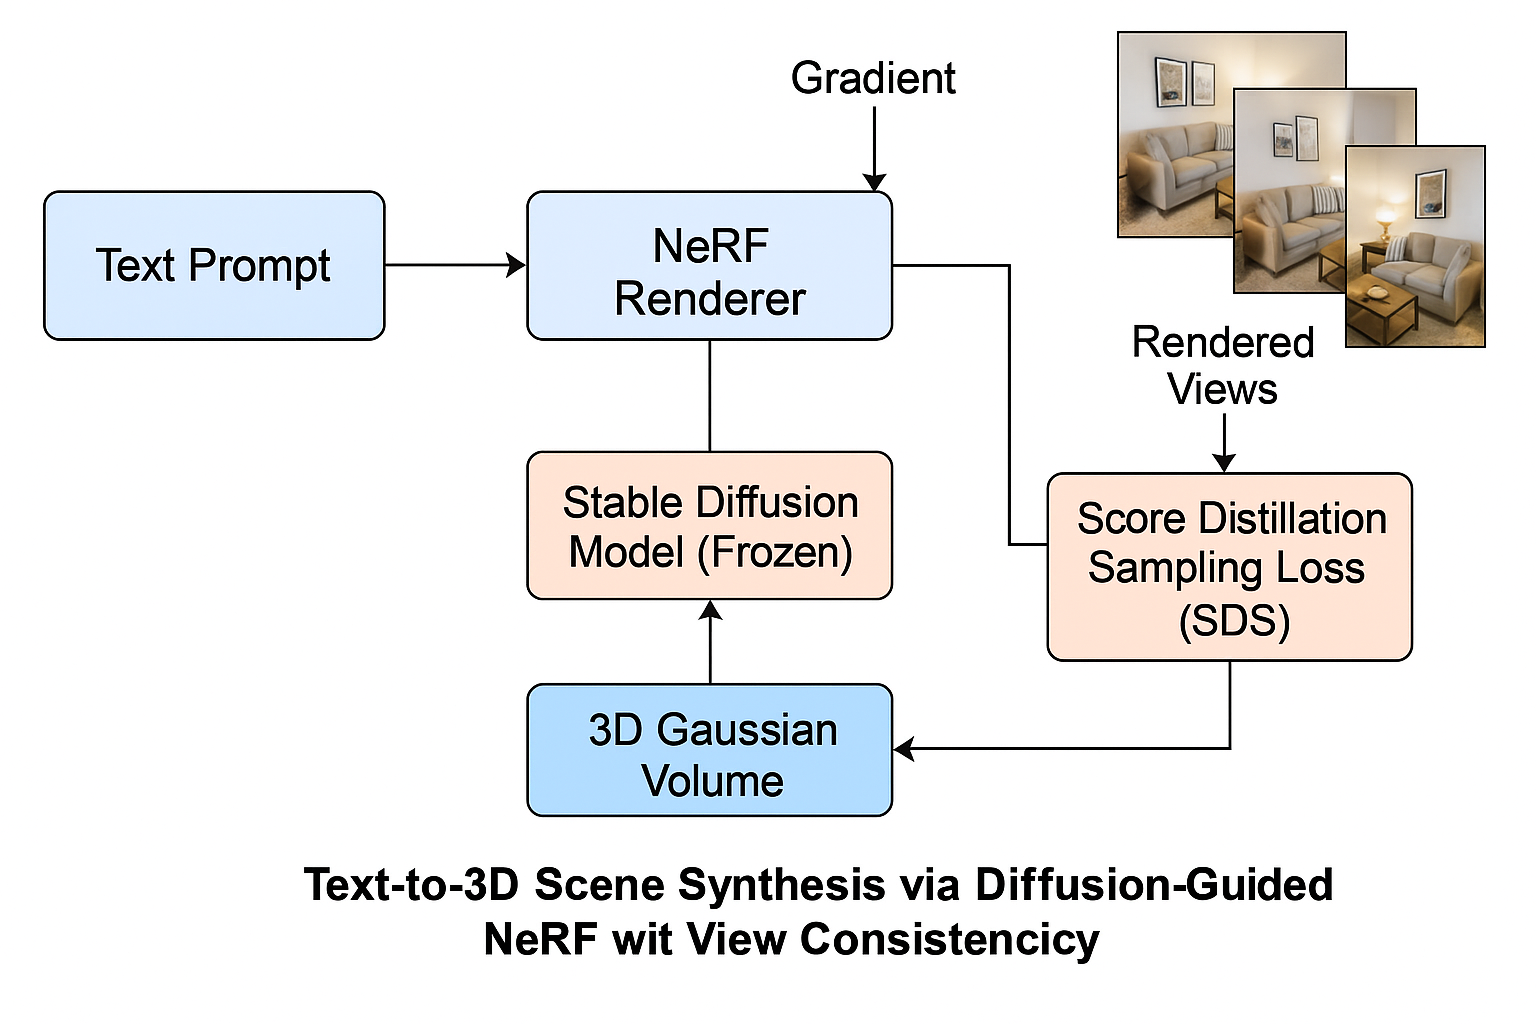 Gradient
Text Prompt
NeRF
Renderer
Rendered
Views
Stable Diffusion
Model (Frozen)
Score Distillation
Sampling Loss
(SDS)
3D Gaussian
Volume
Text-to-3D Scene Synthesis via Diffusion-Guided
NeRF wit View Consistencicy